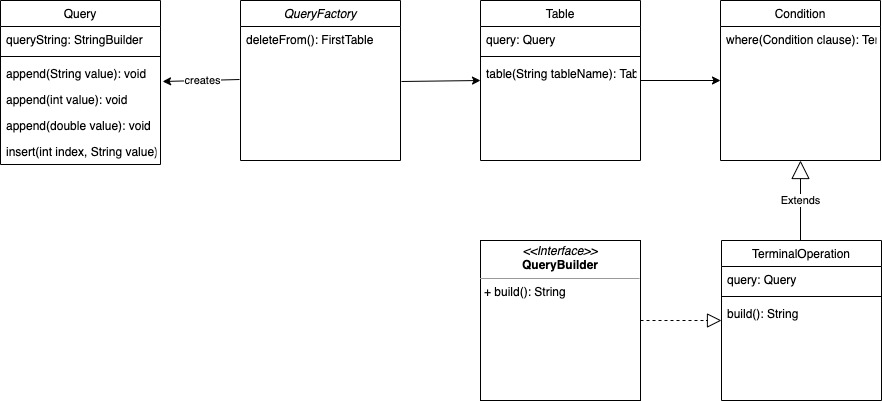 Query
queryString: StringBuilder
append(String value): void
append(int value): void
append(double value): void
insert(int index, String value)
creates
QueryFactory
deleteFrom(): FirstTable
Table
query: Query
table(String tableName): Tab
Condition
where(Condition clause): Ter
Extends
<<Interface>>
QueryBuilder
+ build(): String
TerminalOperation
query: Query
build(): String